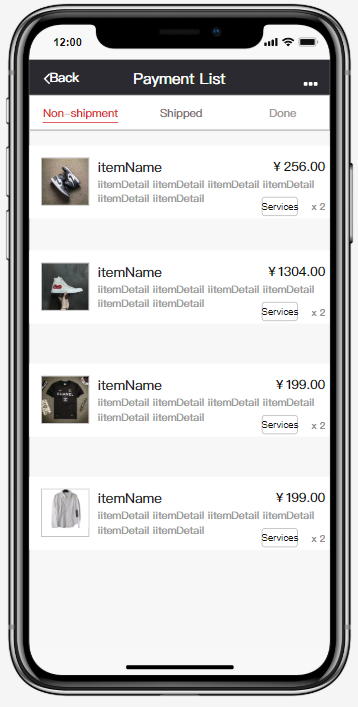 12:00
Back
Payment List
...
Non-shipment Shipped Done
itemName ¥ 256.00
iitemDetail iitemDetail iitemDetail iitemDetail
iitemDetail iitemDetail
Services x 2
itemName ¥ 1304.00
iitemDetail iitemDetail iitemDetail iitemDetail
iitemDetail iitemDetail
Services x 2
itemName ¥ 199.00
CHANEL
iitemDetail iitemDetail iitemDetail iitemDetail
iitemDetail iitemDetail
Services x 2
itemName ¥ 199.00
iitemDetail iitemDetail iitemDetail iitemDetail
iitemDetail iitemDetail
Services x 2